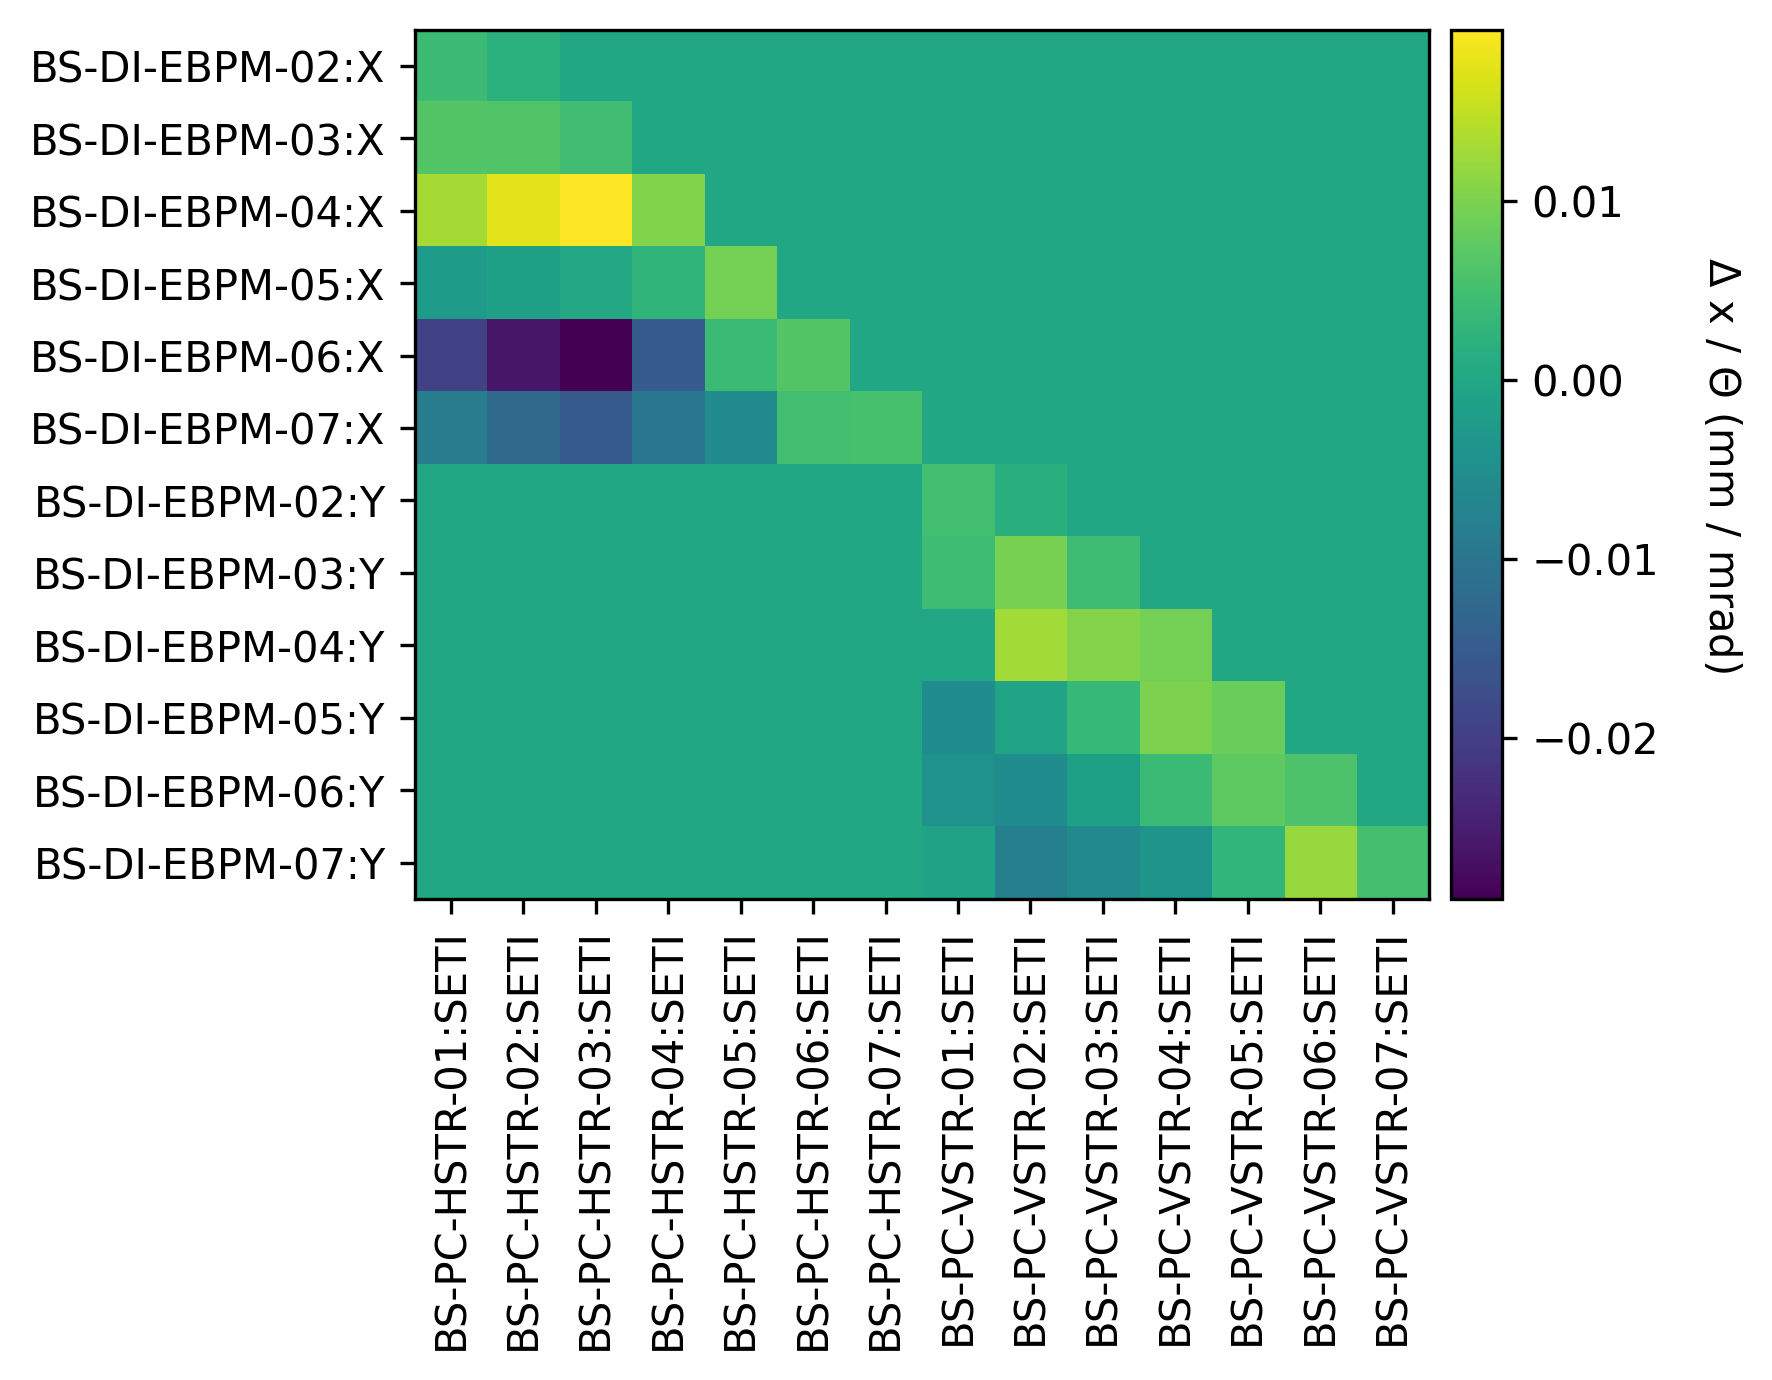 BS-DI-EBPM-02:X
BS-DI-EBPM-03:X
BS-DI-EBPM-04:X
BS-DI-EBPM-05:X
BS-DI-EBPM-06:X
BS-DI-EBPM-07:X
BS-DI-EBPM-02:Y
BS-DI-EBPM-03:Y
BS-DI-EBPM-04:Y
BS-DI-EBPM-05:Y
BS-DI-EBPM-06:Y
BS-DI-EBPM-07:Y
BS-PC-HSTR-01:SETI
BS-PC-HSTR-02:SETI
BS-PC-HSTR-03:SETI
BS-PC-HSTR-04:SETI
BS-PC-HSTR-05:SETI
BS-PC-HSTR-06:SETI
BS-PC-HSTR-07:SETI
BS-PC-VSTR-01:SETI
BS-PC-VSTR-02:SETI
BS-PC-VSTR-03:SETI
BS-PC-VSTR-04:SETI
BS-PC-VSTR-05:SETI
BS-PC-VSTR-06:SETI
BS-PC-VSTR-07:SETI
0.01
0.00
−0.01
−0.02
Δ x / Θ (mm / mrad)